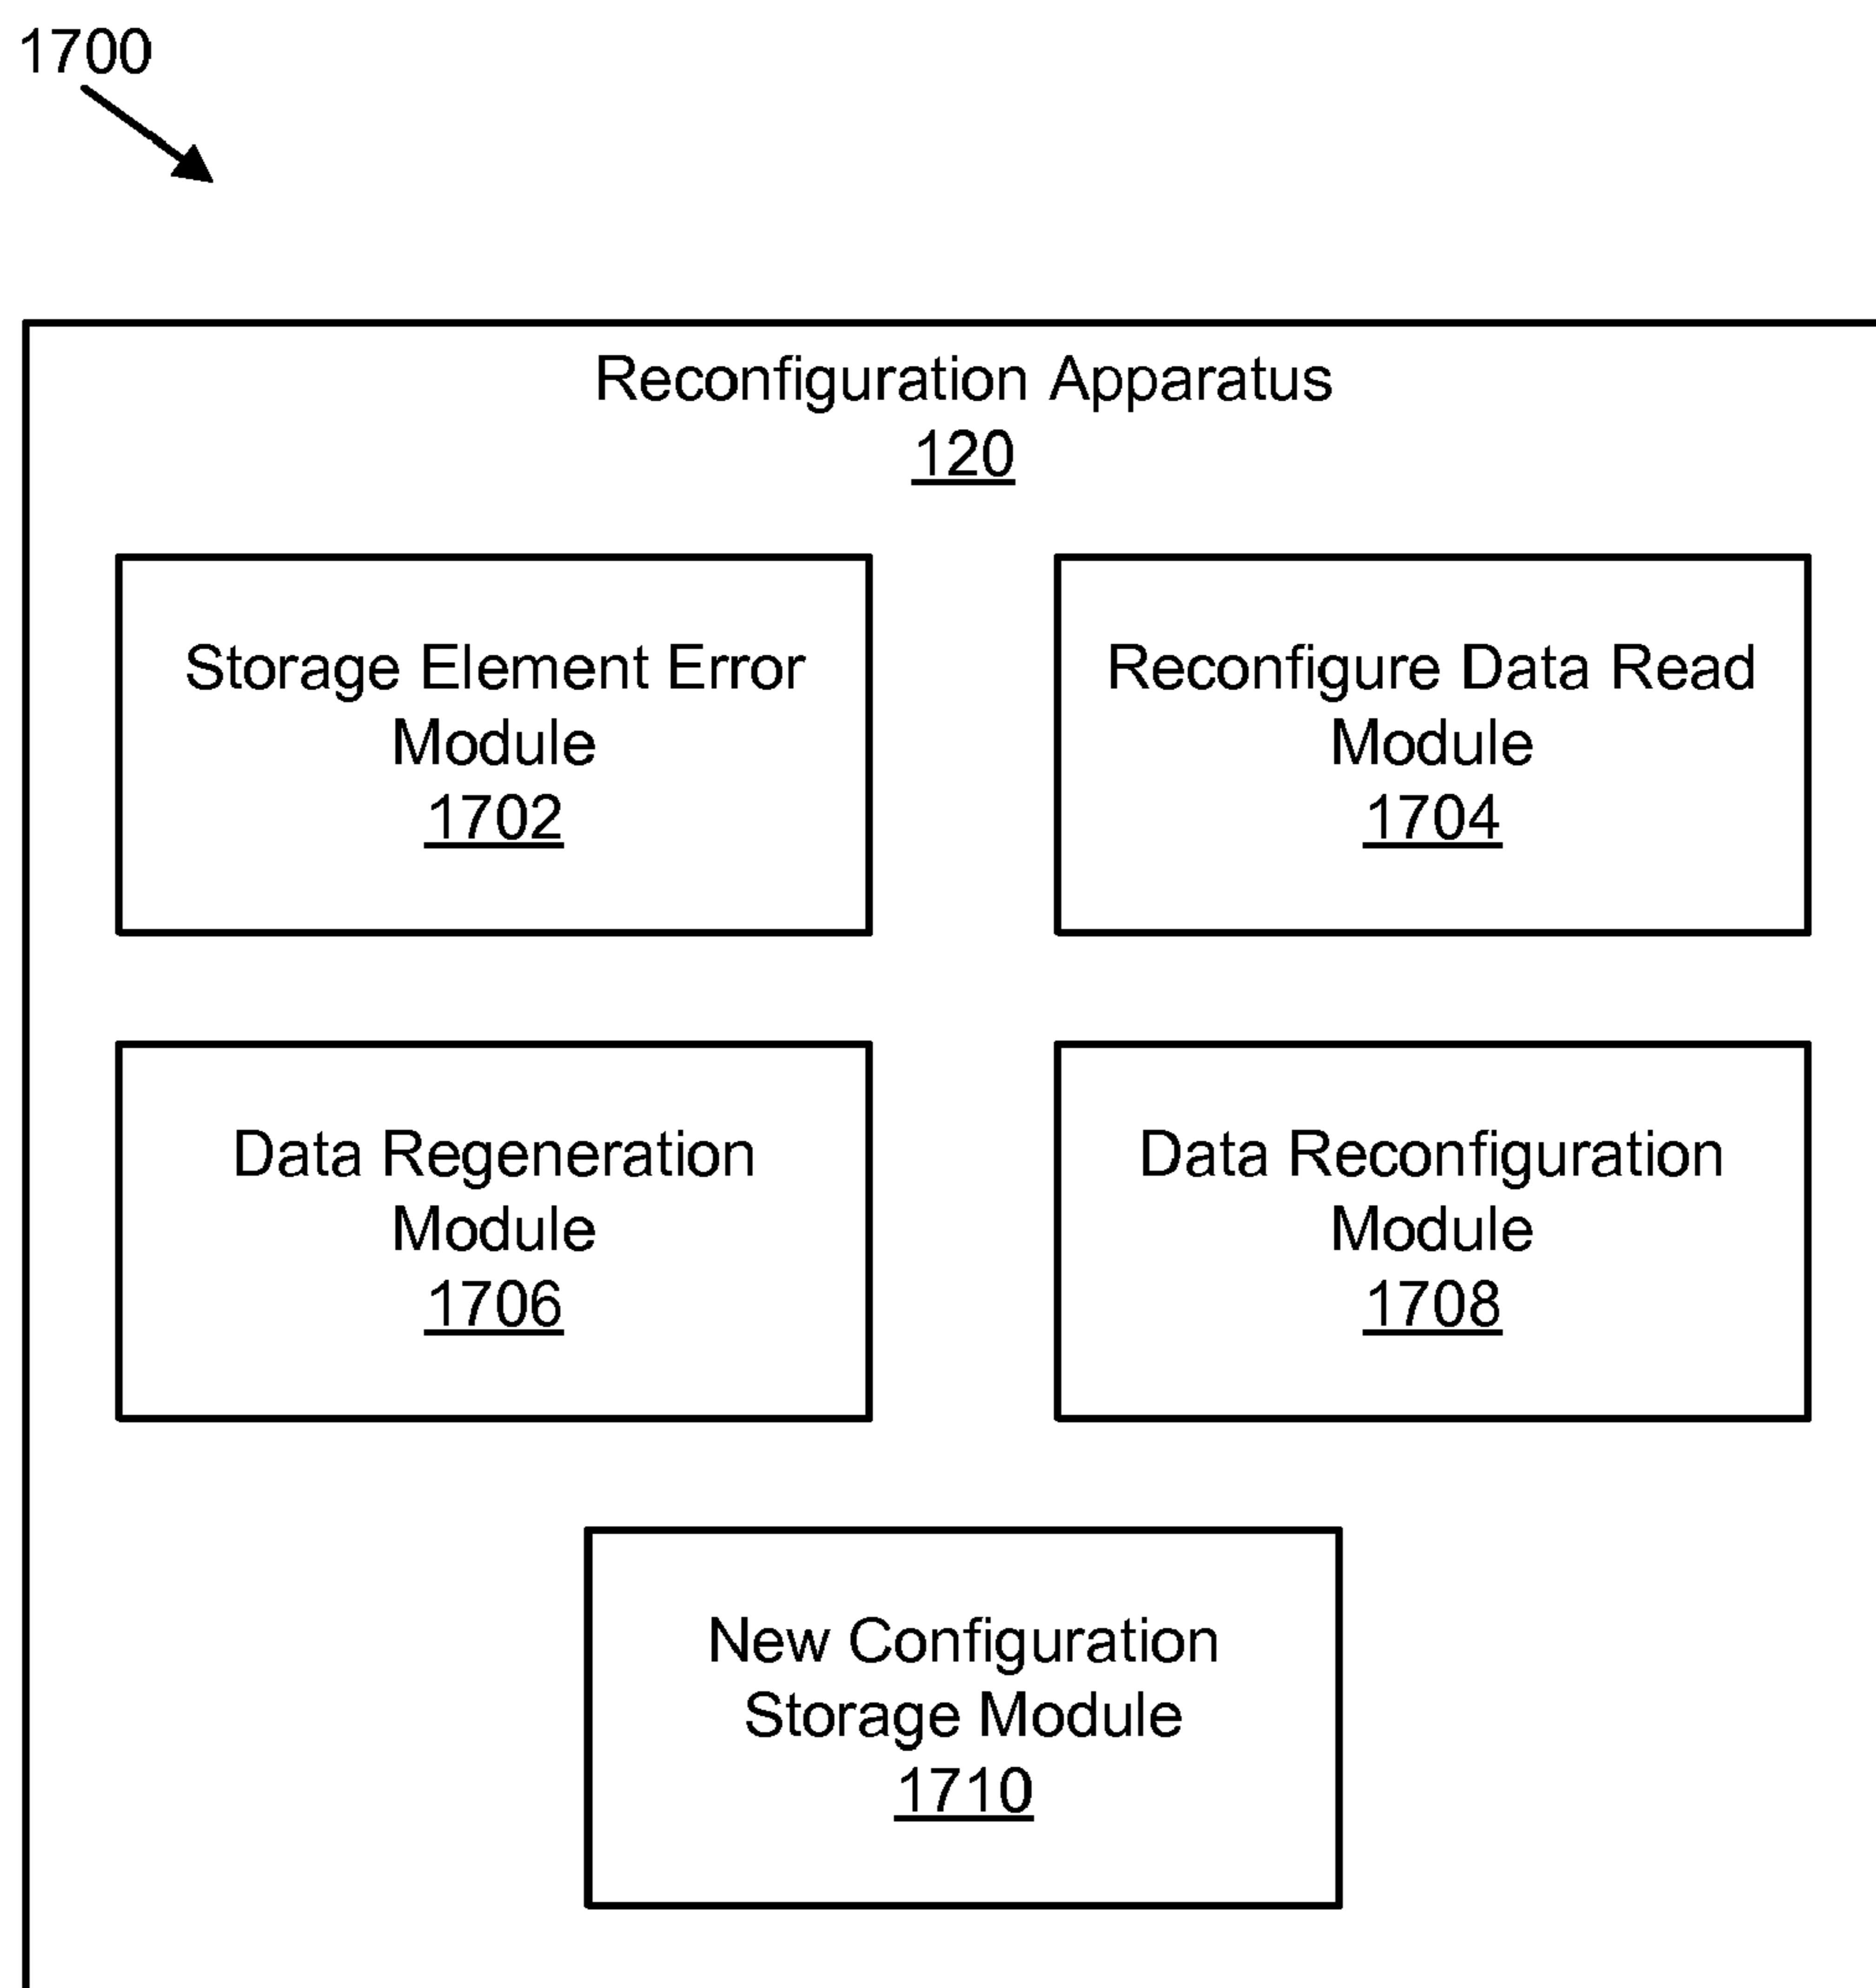 1700
Reconfiguration Apparatus
120
Storage Element Error
Module
1702
Reconfigure Data Read
Module
1704
Data Regeneration
Module
1706
Data Reconfiguration
Module
1708
New Configuration
Storage Module
1710